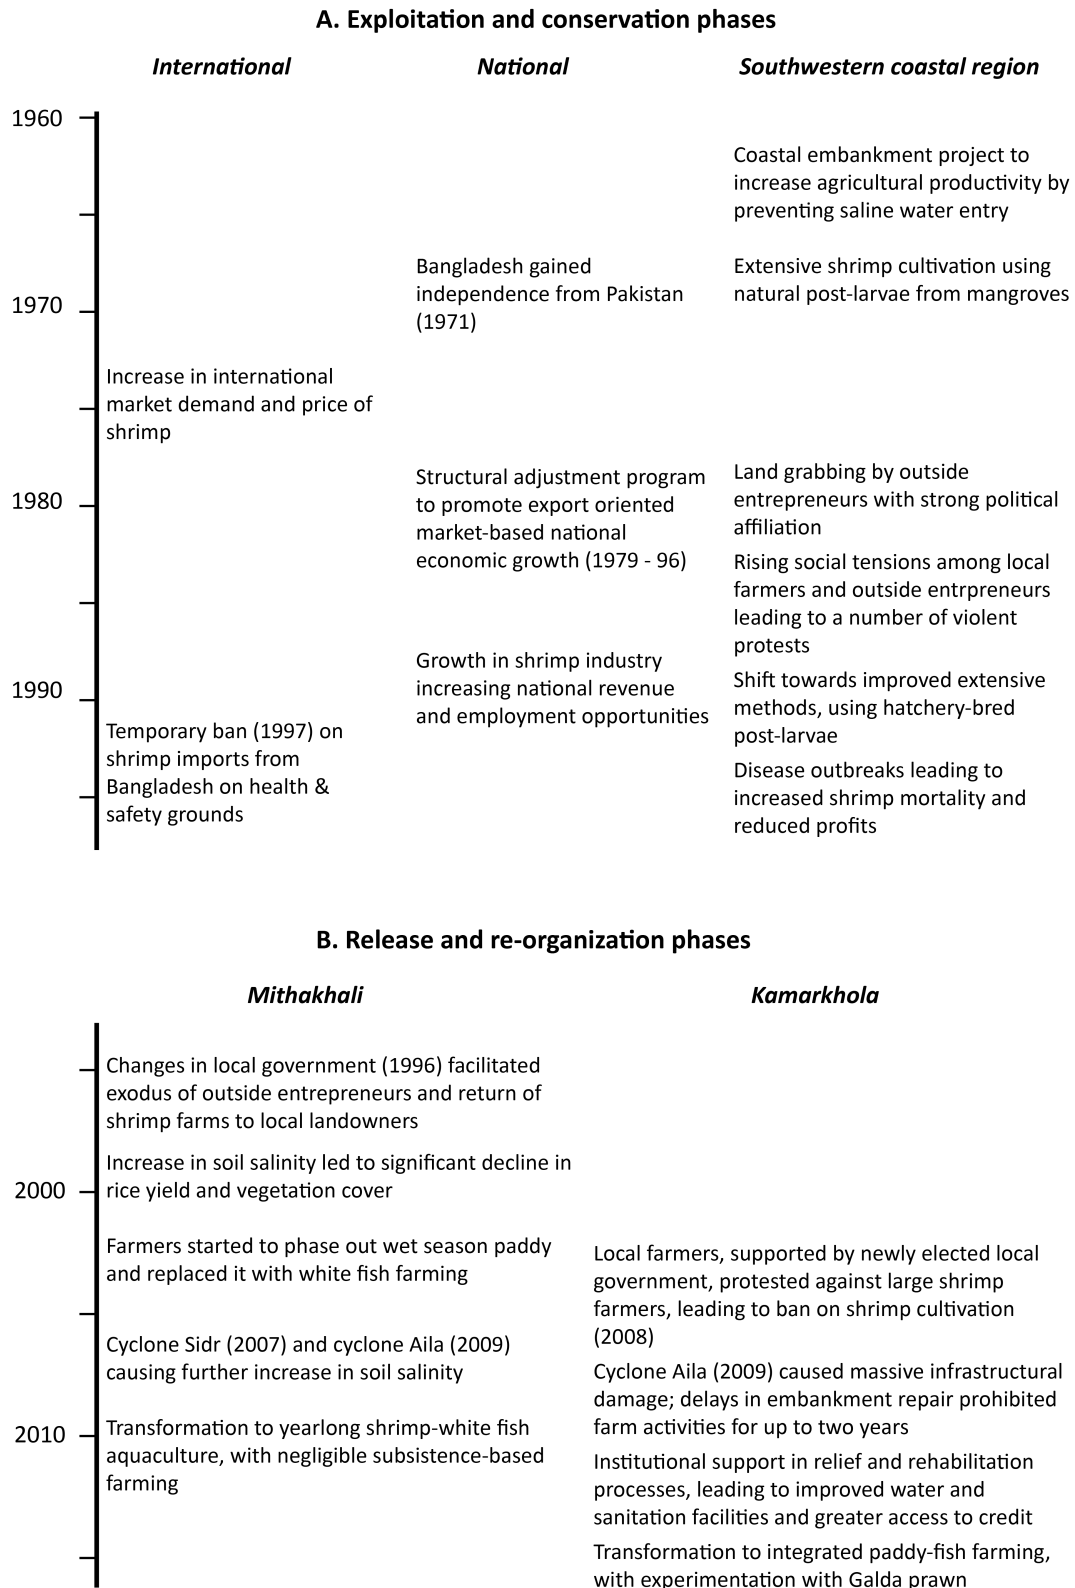 A. Exploitation and conservation phases
International
National
Southwestern coastal region
1960
Coastal embankment project to
increase agricultural productivity by
preventing saline water entry
Bangladesh gained
independence from Pakistan
(1971)
Extensive shrimp cultivation using
natural post-larvae from mangroves
1970
Increase in international
market demand and price of
shrimp
Structural adjustment program
to promote export oriented
market-based national
economic growth (1979 - 96)
Land grabbing by outside
entrepreneurs with strong political
affiliation
1980
Rising social tensions among local
farmers and outside entrpreneurs
leading to a number of violent
protests
Growth in shrimp industry
increasing national revenue
and employment opportunities
Shift towards improved extensive
methods, using hatchery-bred
post-larvae
1990
Temporary ban (1997) on
shrimp imports from
Bangladesh on health &
safety grounds
Disease outbreaks leading to
increased shrimp mortality and
reduced profits
B. Release and re-organization phases
Mithakhali
Kamarkhola
Changes in local government (1996) facilitated
exodus of outside entrepreneurs and return of
shrimp farms to local landowners
Increase in soil salinity led to significant decline in
rice yield and vegetation cover
2000
Farmers started to phase out wet season paddy
and replaced it with white fish farming
Local farmers, supported by newly elected local
government, protested against large shrimp
farmers, leading to ban on shrimp cultivation
(2008)
Cyclone Sidr (2007) and cyclone Aila (2009)
causing further increase in soil salinity
Cyclone Aila (2009) caused massive infrastructural
damage; delays in embankment repair prohibited
farm activities for up to two years
2010
Transformation to yearlong shrimp-white fish
aquaculture, with negligible subsistence-based
farming
Institutional support in relief and rehabilitation
processes, leading to improved water and
sanitation facilities and greater access to credit
Transformation to integrated paddy-fish farming,
with experimentation with Galda prawn